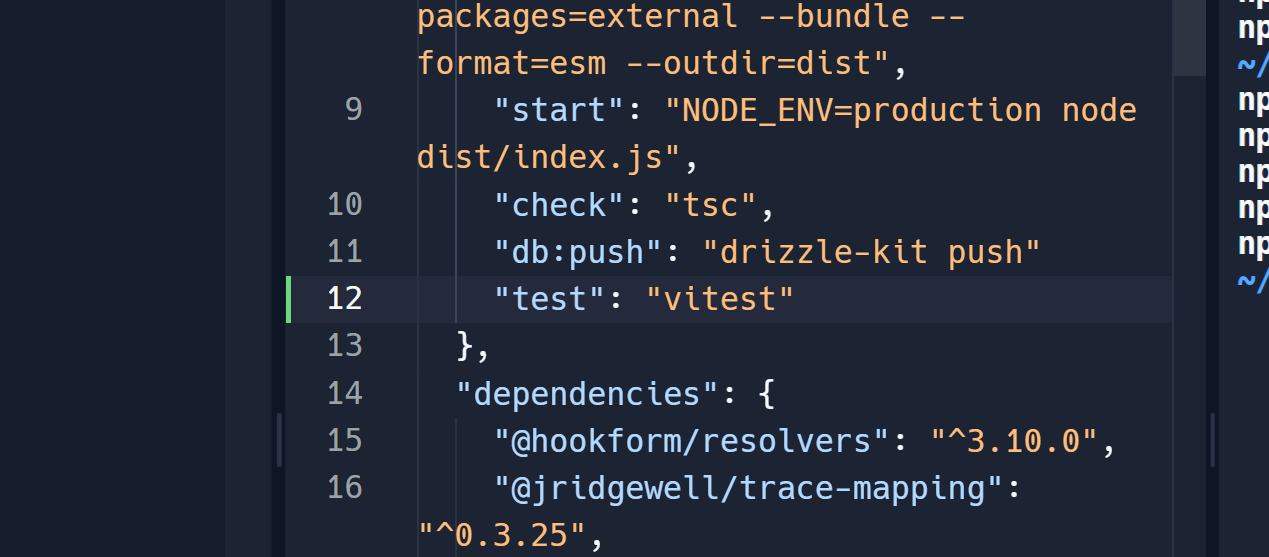 packages=external --bundle --
format=esm --outdir=dist",
9 "start": "NODE_ENV=production node
dist/index.js",
10 "check": "tsc",
11 "db:push": "drizzle-kit push"
12 "test": "vitest"
13 },
14 "dependencies": {
15 "@hookform/resolvers": "^3.10.0",
16 "@jridgewell/trace-mapping":
"^0.3.25",
np
~/
np
np
np
np
np
~/